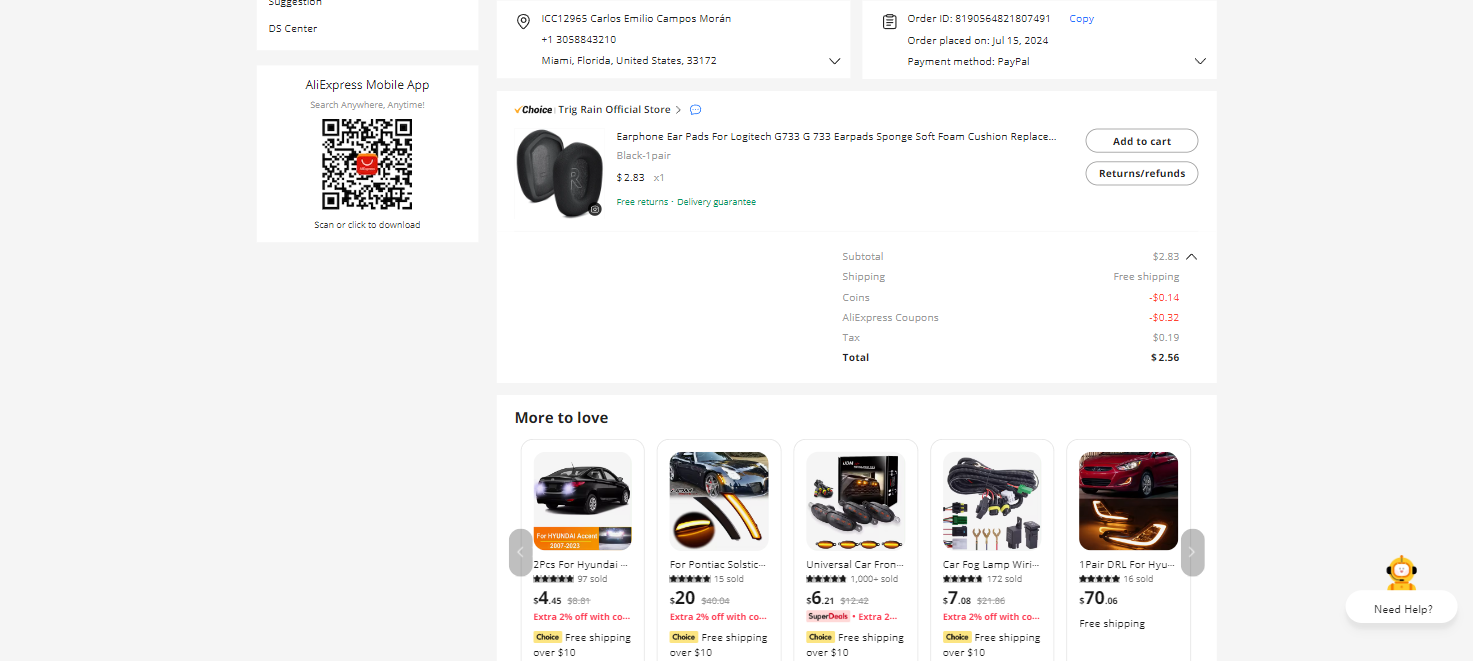 Suggestion
DS Center
AliExpress Mobile App
Search Anywhere, Anytime!
Scan or click to download
ICC12965 Carlos Emilio Campos Morán
+1 3058843210
Miami, Florida, United States, 33172
Order ID: 8190564821807491 Copy
Order placed on: Jul 15, 2024
Payment method: PayPal
Choice Trig Rain Official Store
Earphone Ear Pads For Logitech G733 G 733 Earpads Sponge Soft Foam Cushion Replace...
Black-1pair
$2.83 x1
Free returns · Delivery guarantee
Add to cart
Returns/refunds
Subtotal $2.83
Shipping Free shipping
Coins -$0.14
AliExpress Coupons -$0.32
Tax $0.19
Total $2.56
More to love
For HYUNDAI Accent
2007-2023
2Pcs For Hyundai ...
97 sold
$4.45 $8.81
Extra 2% off with co...
Choice Free shipping
over $10
For Pontiac Solstic...
15 sold
$20 $40.04
Extra 2% off with co...
Choice Free shipping
over $10
Universal Car Fron...
1,000+ sold
$6.21 $12.42
SuperDeals • Extra 2...
Choice Free shipping
over $10
Car Fog Lamp Wiri...
172 sold
$7.08 $21.86
Extra 2% off with co...
Choice Free shipping
over $10
1Pair DRL For Hyu...
16 sold
$70.06
Free shipping
Need Help?